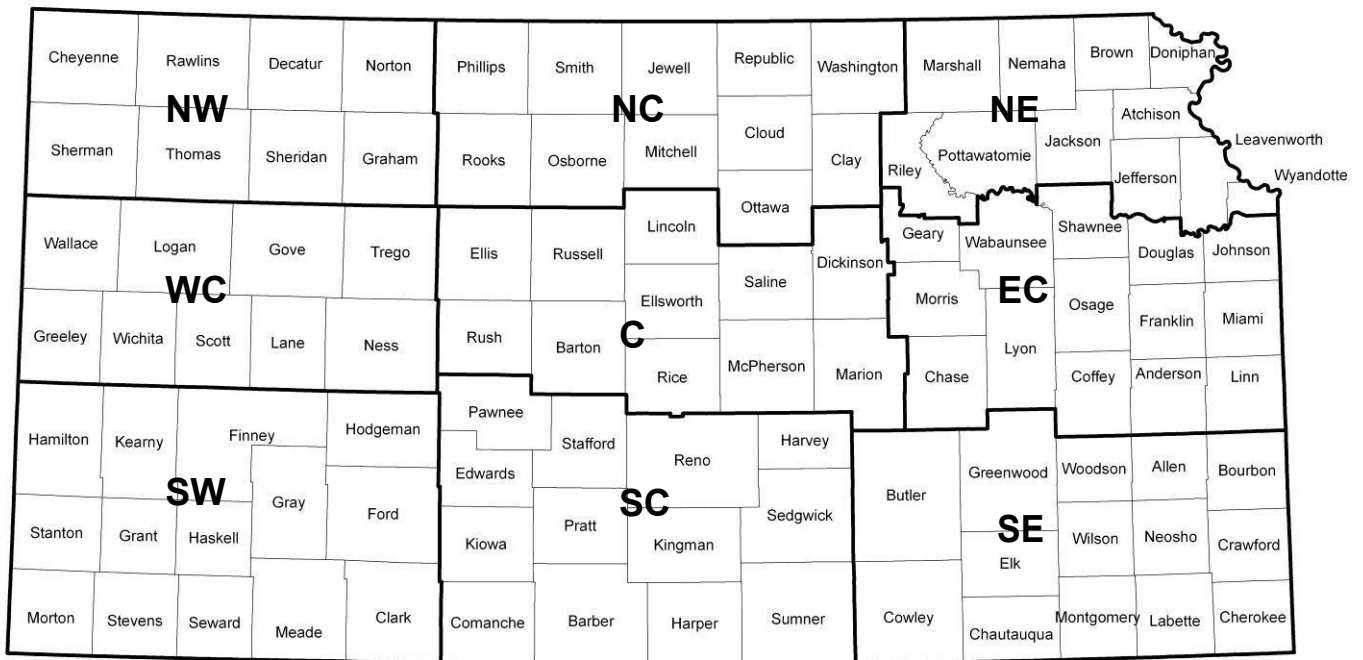 Cheyenne
Rawlins
Decatur
Norton
Phillips
Smith
Jewell
Republic
Washington
Marshall
Nemaha
Brown
Doniphan
NW
NC
NE
Sherman
Thomas
Sheridan
Graham
Rooks
Osborne
Mitchell
Cloud
Clay
Riley
Pottawatomie
Jackson
Atchison
Jefferson
Leavenworth
Wyandotte
Ottawa
Wallace
Logan
Gove
Trego
Ellis
Russell
Lincoln
Saline
Dickinson
Geary
Wabaunsee
Shawnee
Douglas
Johnson
WC
C
EC
Ellsworth
Morris
Osage
Franklin
Miami
Greeley
Wichita
Scott
Lane
Ness
Rush
Barton
Rice
McPherson
Marion
Chase
Lyon
Coffey
Anderson
Linn
Hamilton
Kearny
Finney
Hodgeman
Pawnee
Stafford
Reno
Harvey
Edwards
Butler
Greenwood
Woodson
Allen
Bourbon
SW
SC
SE
Gray
Ford
Sedgwick
Stanton
Grant
Haskell
Kiowa
Pratt
Kingman
Elk
Wilson
Neosho
Crawford
Morton
Stevens
Seward
Meade
Clark
Comanche
Barber
Harper
Sumner
Cowley
Chautauqua
Montgomery
Labette
Cherokee